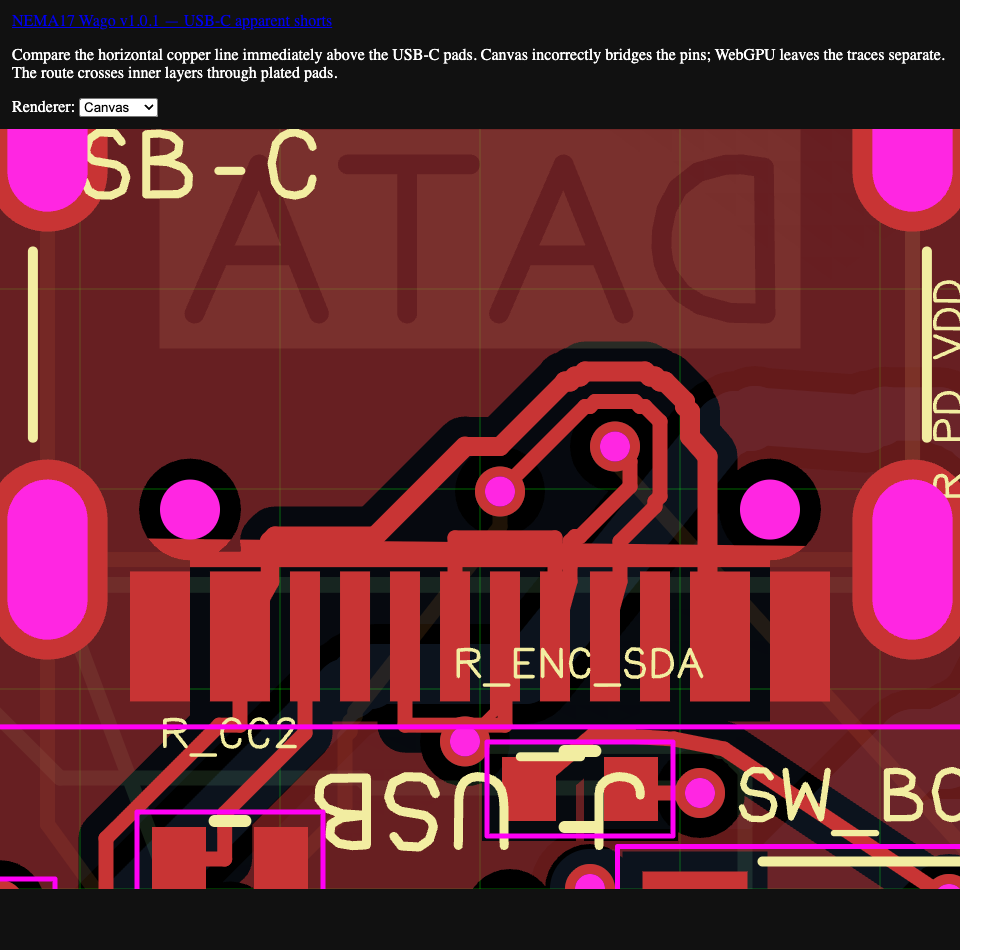 NEMA17 Wago v1.0.1 — USB-C apparent shorts
Compare the horizontal copper line immediately above the USB-C pads. Canvas incorrectly bridges the pins; WebGPU leaves the traces separate.
The route crosses inner layers through plated pads.
Renderer: Canvas
SB-C
DATA
R_PD_VDD
R_ENC_SDA
R_CC2
J_USB
SW_BO